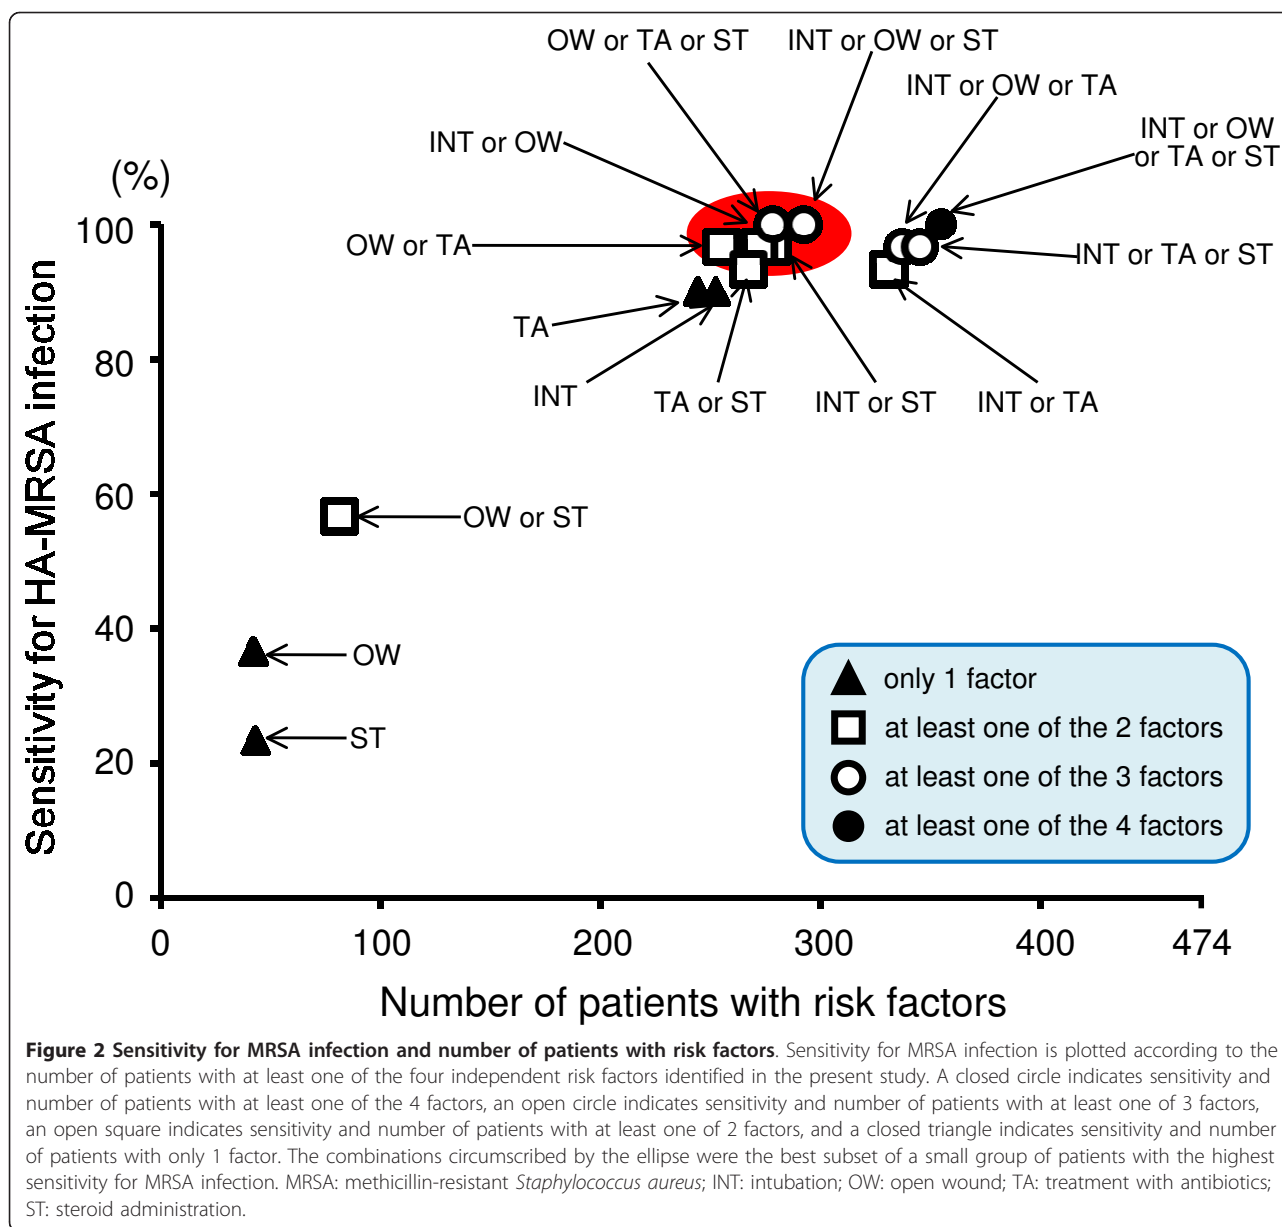 OW or TA or ST
INT or OW or ST
INT or OW or TA
INT or OW
or TA or ST
INT or OW
(%)
OW or TA
INT or TA or ST
TA
INT
TA or ST
INT or ST
INT or TA
OW or ST
OW
ST
100
80
60
40
20
0
Sensitivity for HA-MRSA infection
only 1 factor
at least one of the 2 factors
at least one of the 3 factors
at least one of the 4 factors
0 100 200 300 400 474
Number of patients with risk factors
Figure 2 Sensitivity for MRSA infection and number of patients with risk factors. Sensitivity for MRSA infection is plotted according to the
number of patients with at least one of the four independent risk factors identified in the present study. A closed circle indicates sensitivity and
number of patients with at least one of the 4 factors, an open circle indicates sensitivity and number of patients with at least one of 3 factors,
an open square indicates sensitivity and number of patients with at least one of 2 factors, and a closed triangle indicates sensitivity and number
of patients with only 1 factor. The combinations circumscribed by the ellipse were the best subset of a small group of patients with the highest
sensitivity for MRSA infection. MRSA: methicillin-resistant Staphylococcus aureus; INT: intubation; OW: open wound; TA: treatment with antibiotics;
ST: steroid administration.